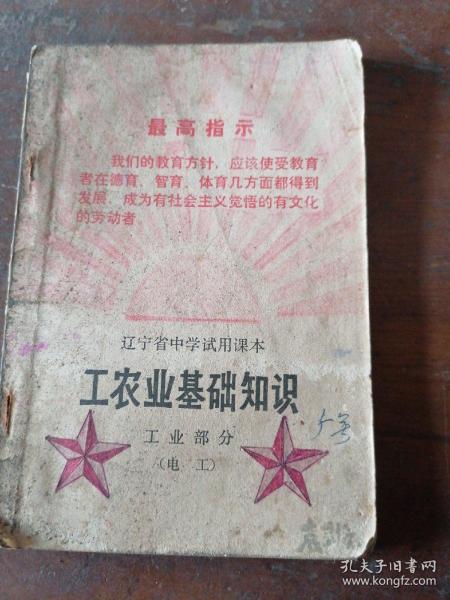 最高指示
我们的教育方针，应该使受教育
者在德育、智育、体育几方面都得到
发展，成为有社会主义觉悟的有文化
的劳动者。
辽宁省中学试用课本
工农业基础知识
工业部分
（电 工）
孔夫子旧书网
www.kongfz.com